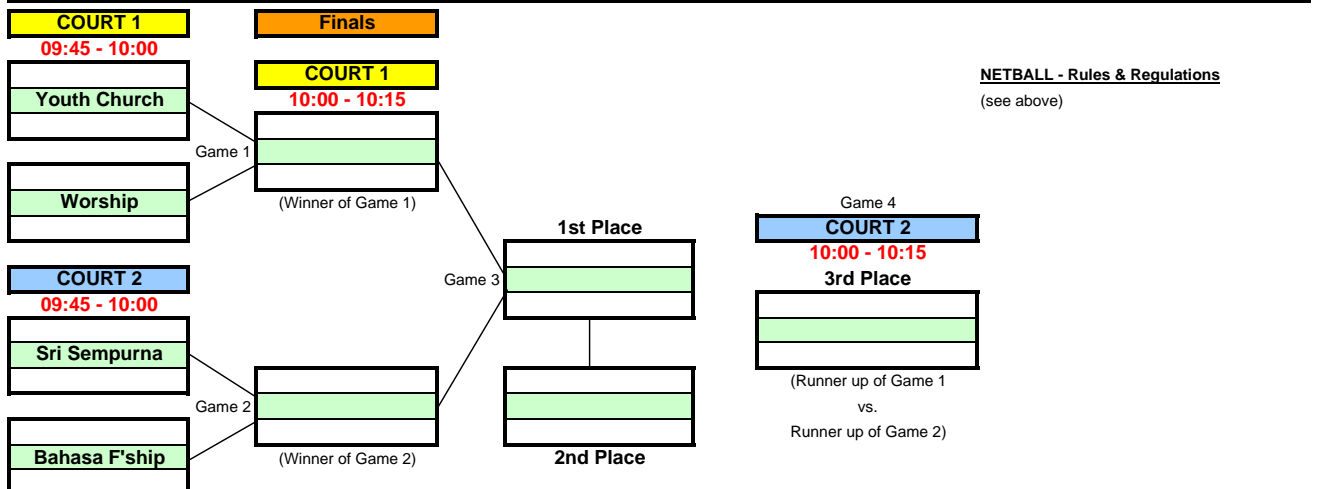 COURT 1
09:45 - 10:00
Youth Church
Game 1
Worship
COURT 2
09:45 - 10:00
Sri Sempurna
Game 2
Bahasa F'ship
Finals
COURT 1
10:00 - 10:15
(Winner of Game 1)
(Winner of Game 2)
Game 3
1st Place
2nd Place
Game 4
COURT 2
10:00 - 10:15
3rd Place
(Runner up of Game 1
vs.
Runner up of Game 2)
NETBALL - Rules & Regulations
(see above)